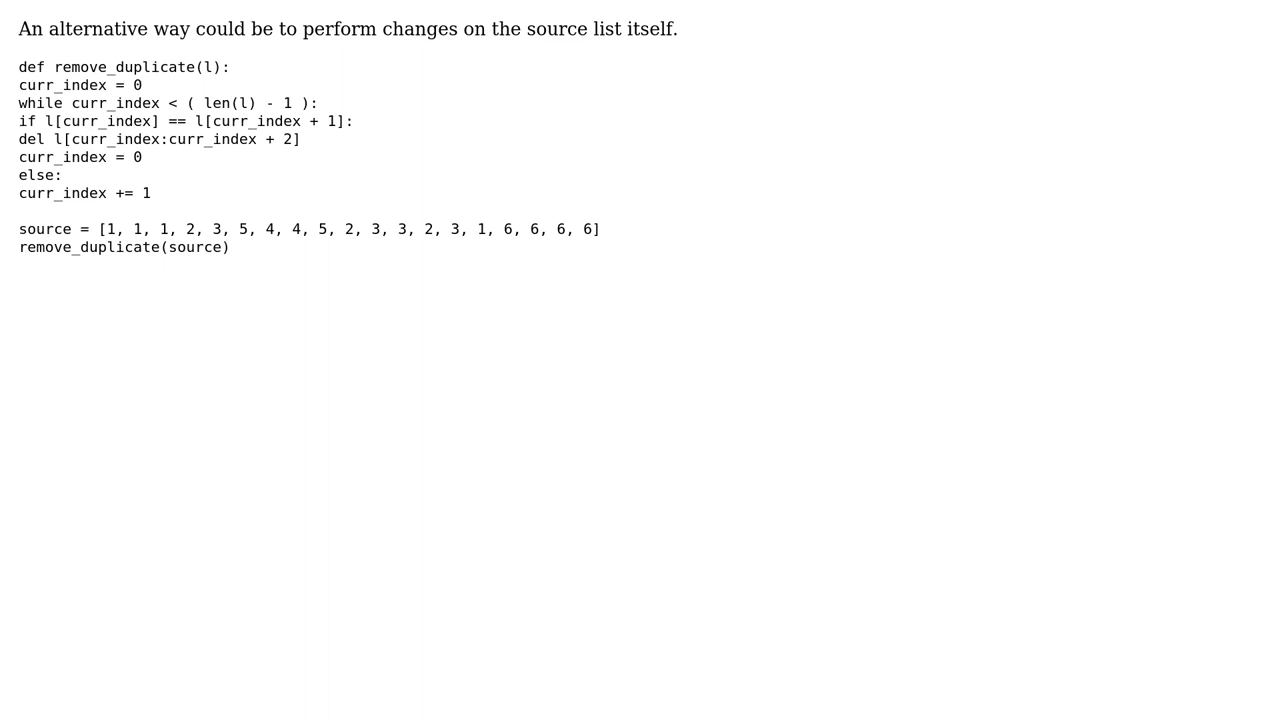 An alternative way could be to perform changes on the source list itself.
def remove_duplicate(l):
curr_index = 0
while curr_index < ( len(l) - 1 ):
if l[curr_index] == l[curr_index + 1]:
del l[curr_index:curr_index + 2]
curr_index = 0
else:
curr_index += 1
source = [1, 1, 1, 2, 3, 5, 4, 4, 5, 2, 3, 3, 2, 3, 1, 6, 6, 6, 6]
remove_duplicate(source)